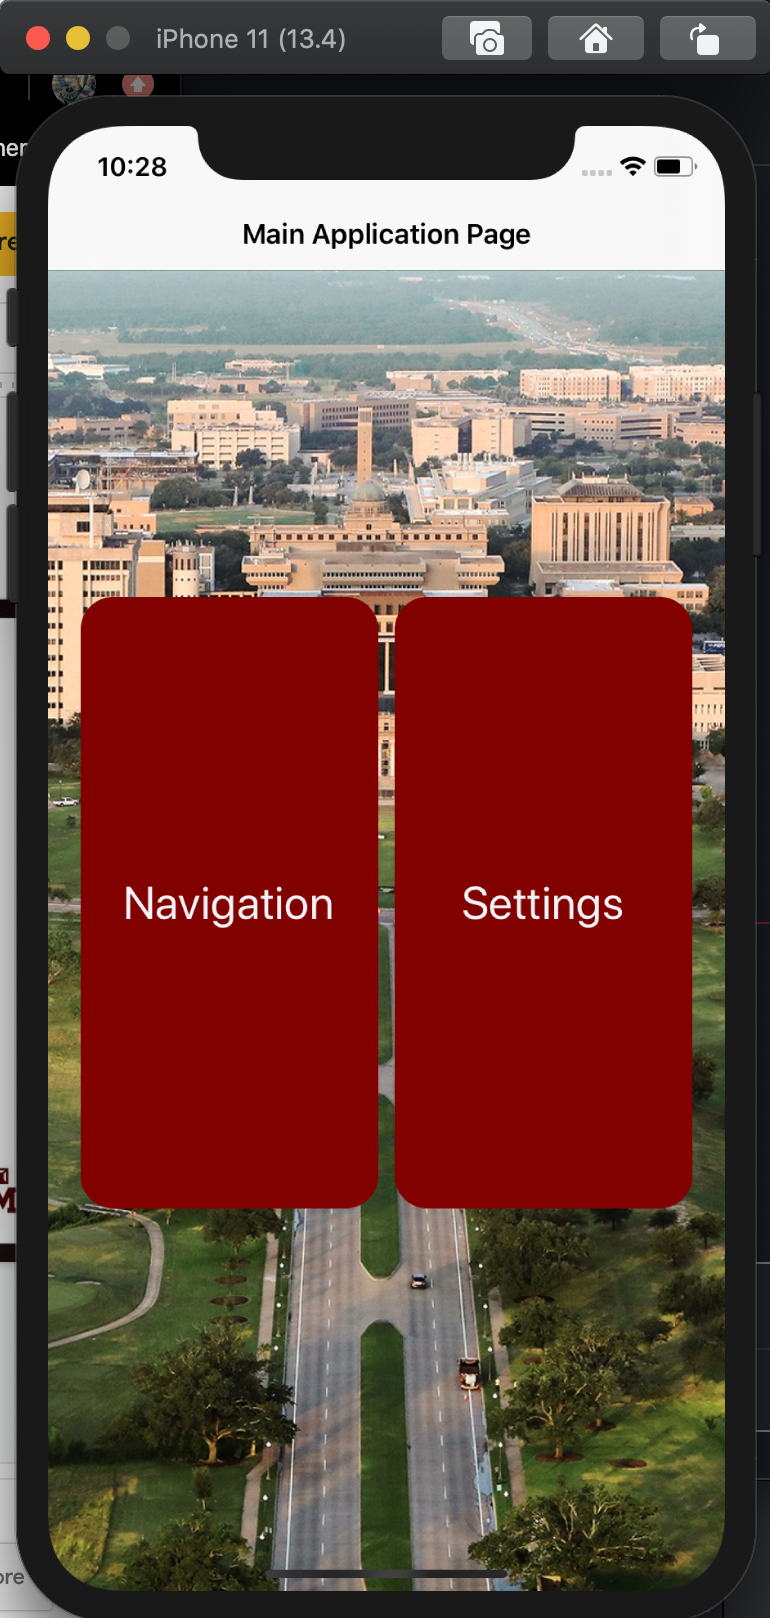 iPhone 11 (13.4)
10:28
Main Application Page
Navigation
Settings